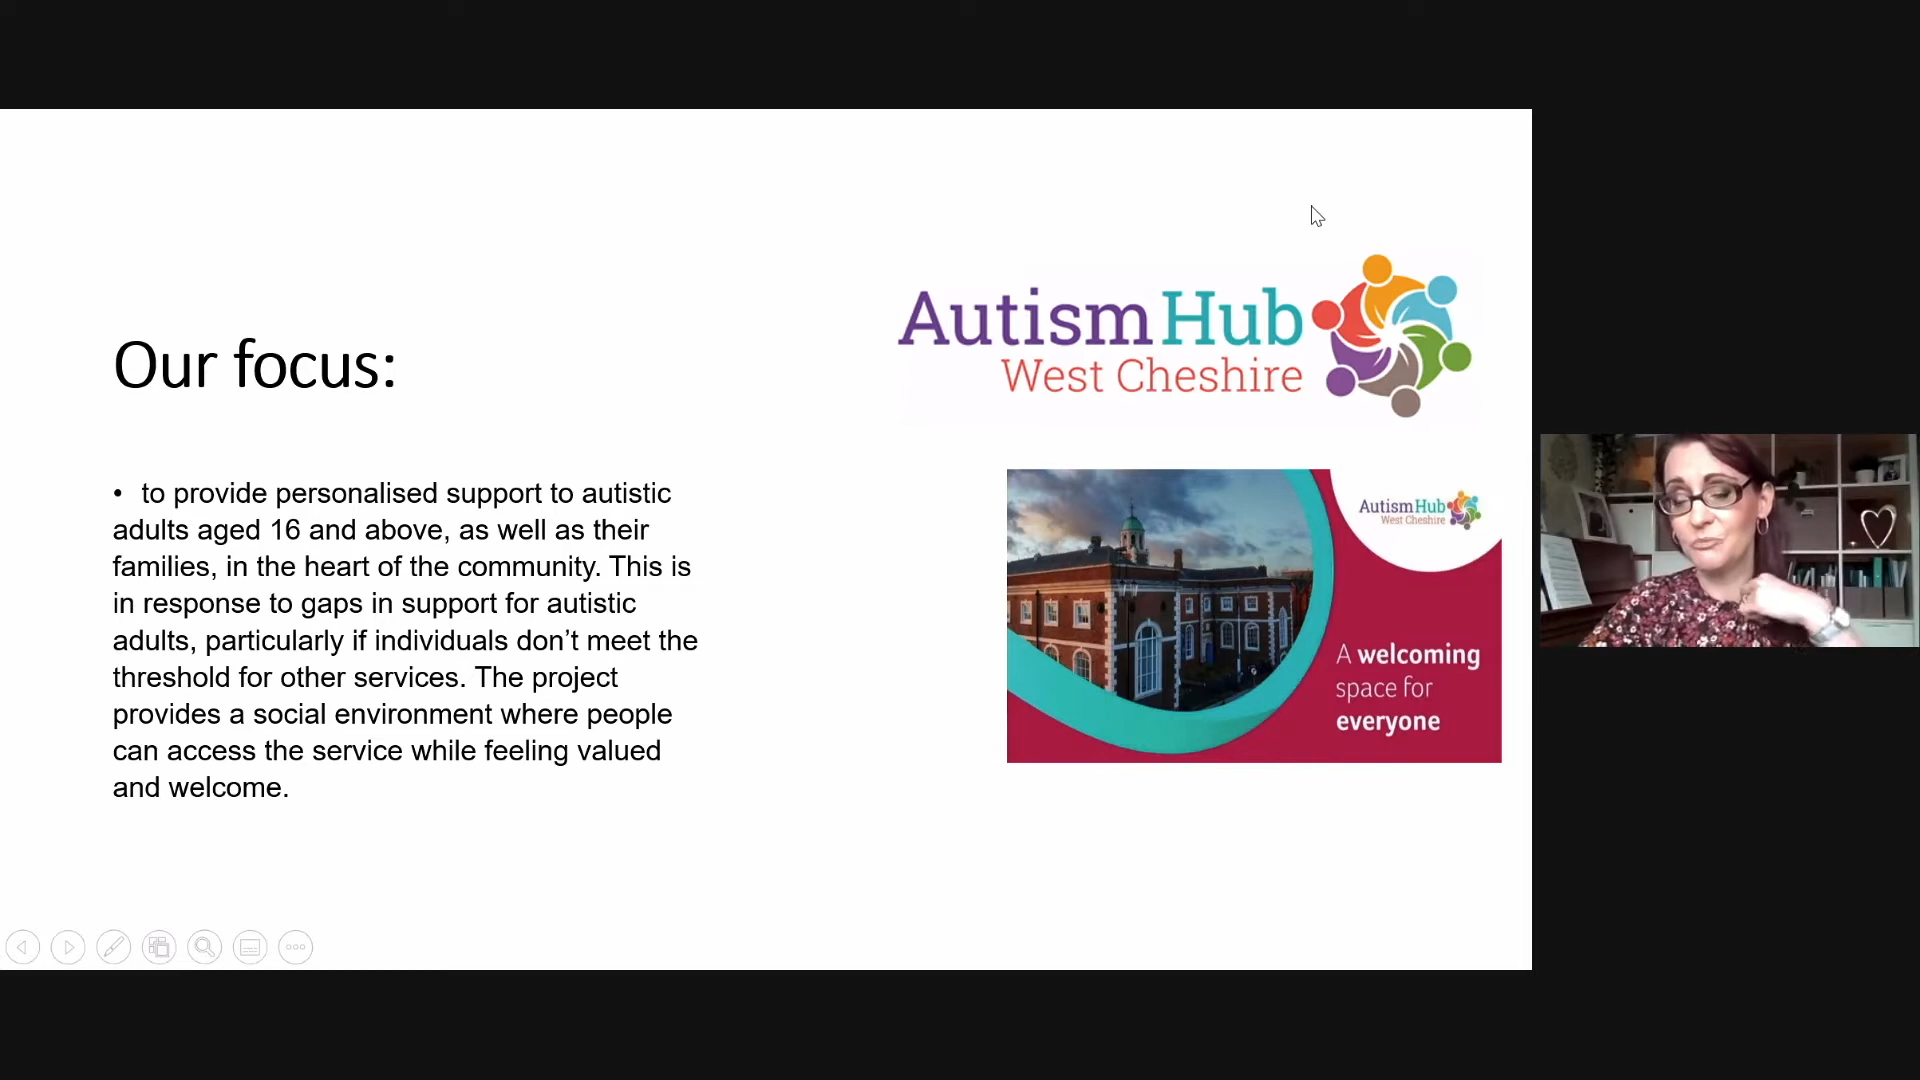 Autism Hub
West Cheshire
Our focus:
• to provide personalised support to autistic
adults aged 16 and above, as well as their
families, in the heart of the community. This is
in response to gaps in support for autistic
adults, particularly if individuals don’t meet the
threshold for other services. The project
provides a social environment where people
can access the service while feeling valued
and welcome.
Autism Hub
West Cheshire
A welcoming
space for
everyone